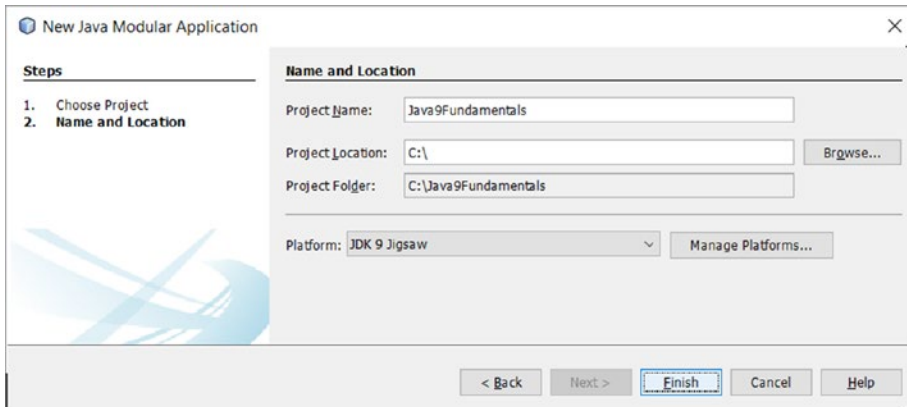 New Java Modular Application
Steps
1. Choose Project
2. Name and Location
Name and Location
Project Name: Java9Fundamentals
Project Location: C:\ Browse...
Project Folder: C:\Java9Fundamentals
Platform: JDK 9 Jigsaw Manage Platforms...
< Back Next > Finish Cancel Help